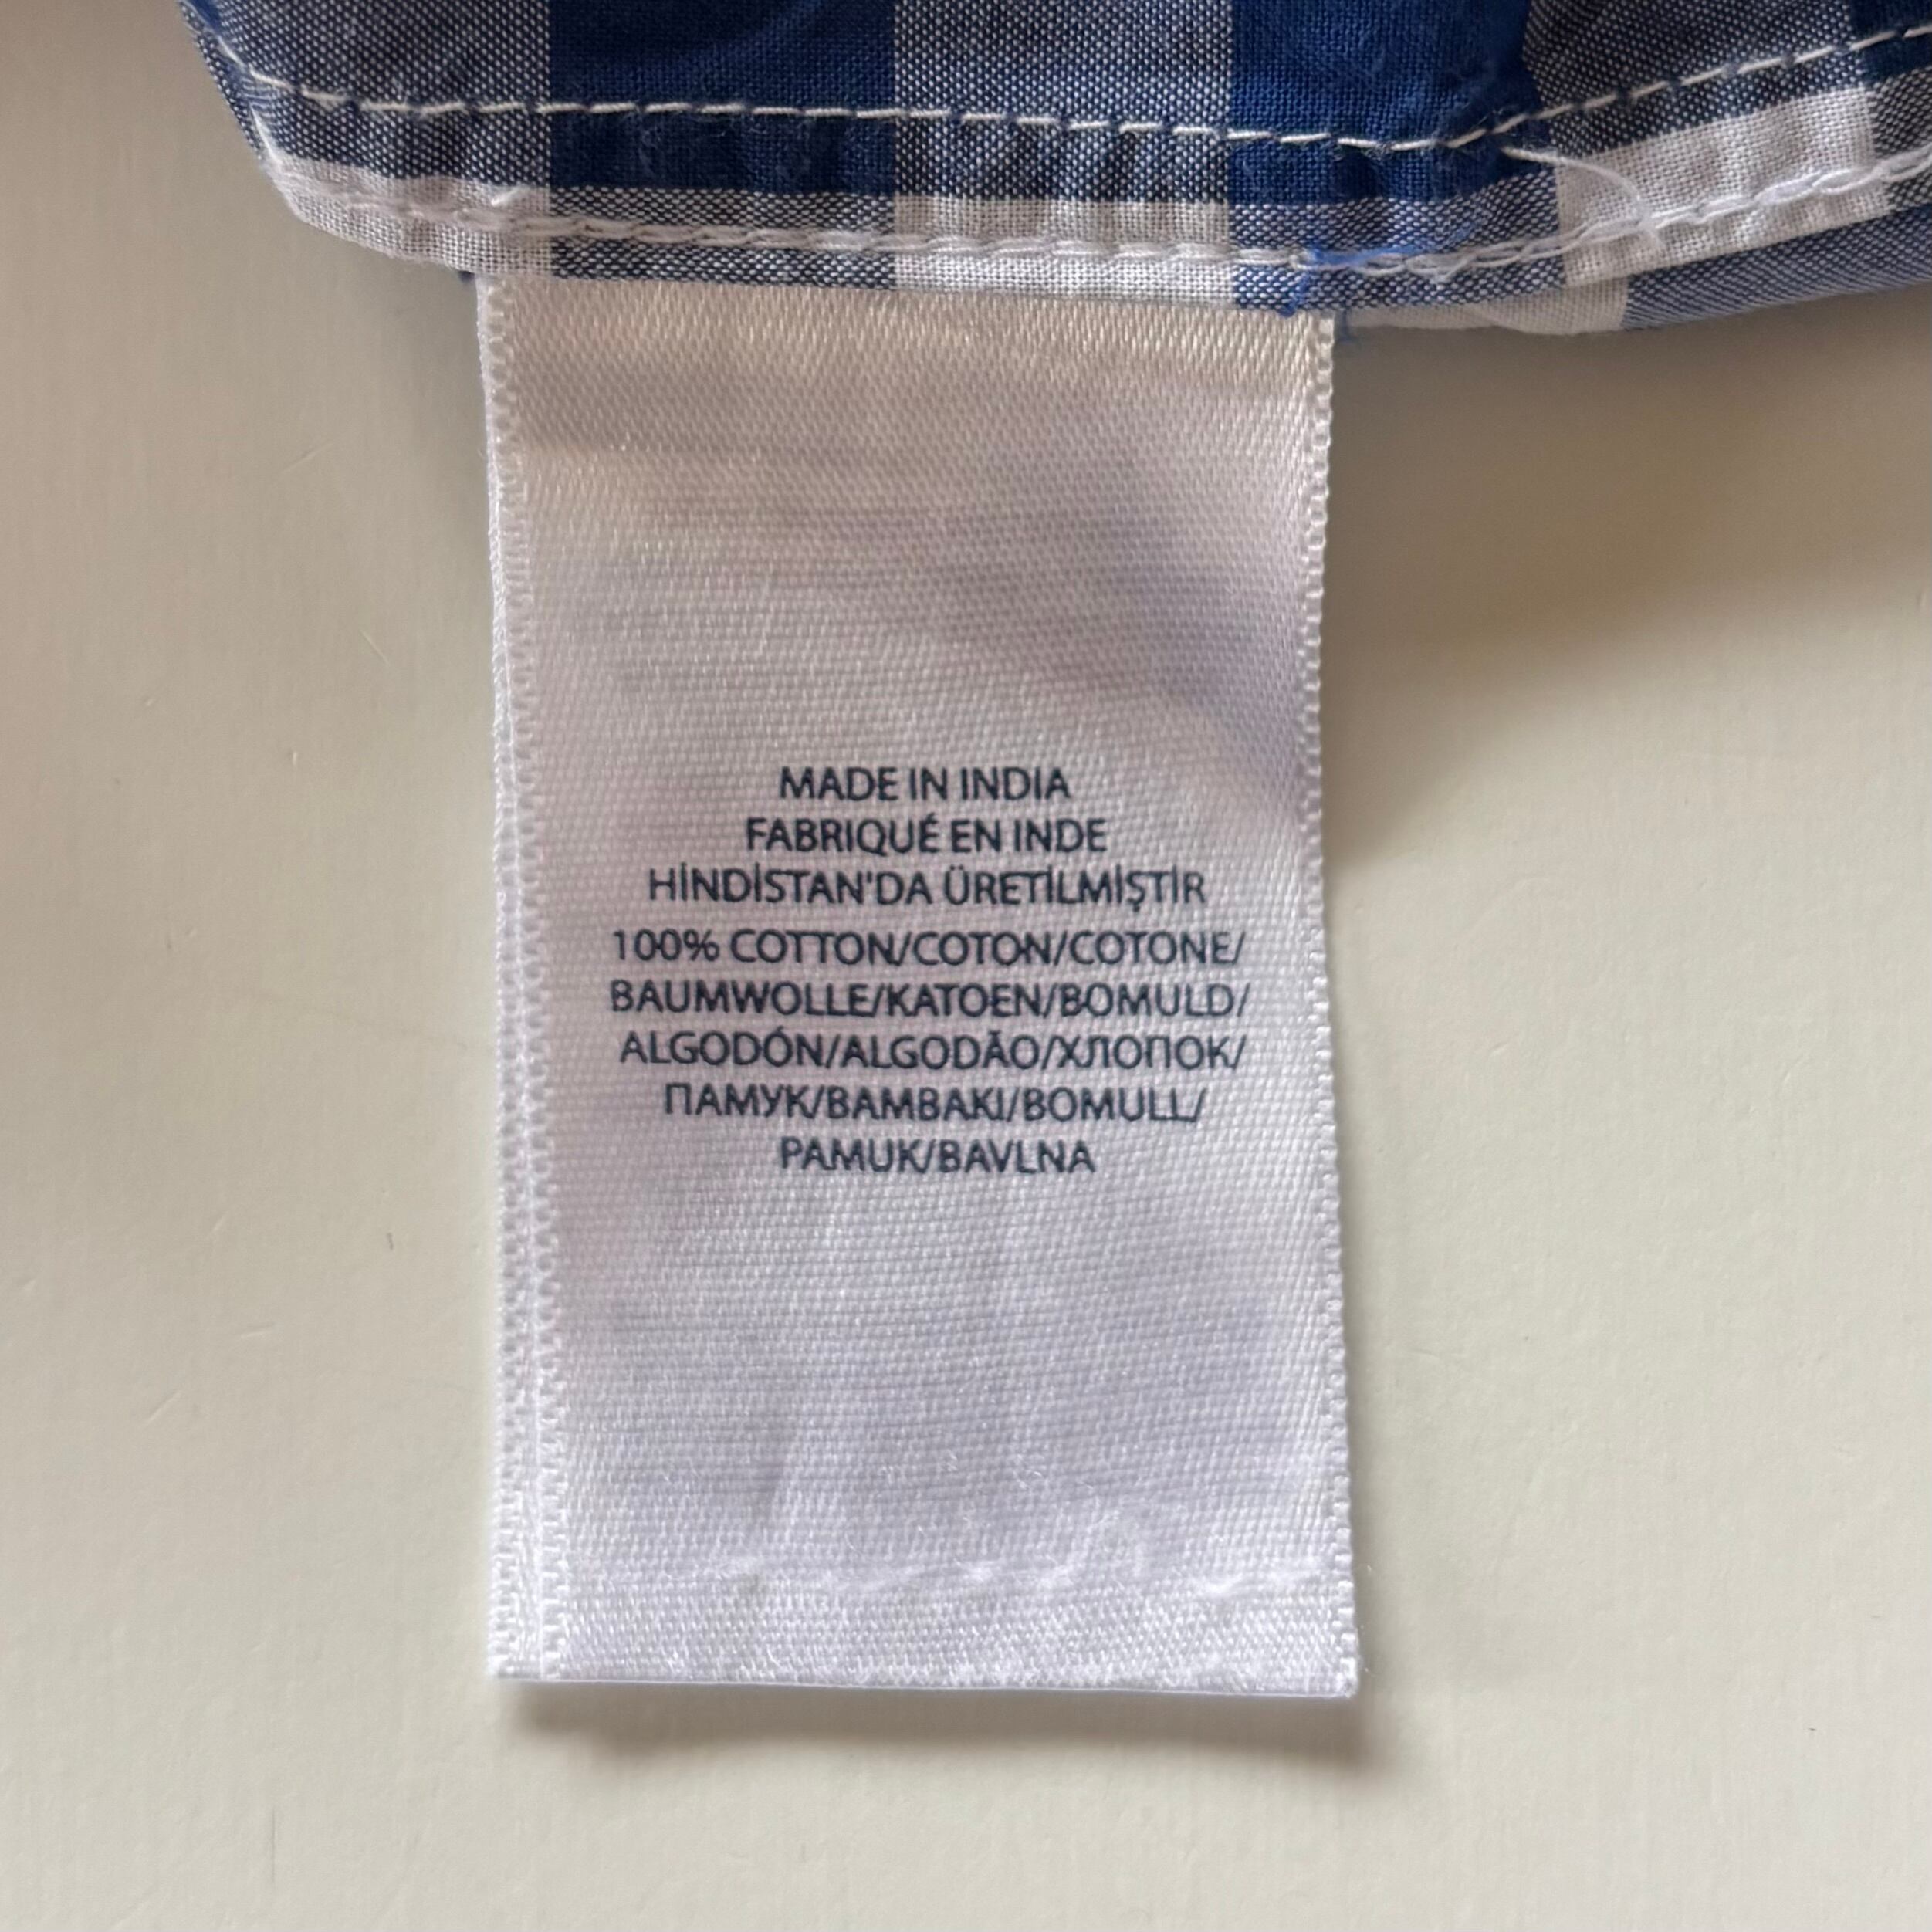 MADE IN INDIA
FABRIQUÉ EN INDE
HİNDİSTAN'DA ÜRETİLMİŞTİR
100% COTTON/COTON/COTONE/
BAUMWOLLE/KATOEN/BOMULD/
ALGODÓN/ALGODÃO/ХЛОПОК/
ПАМУК/ΒΑΜΒΑΚΙ/BOMULL/
PAMUK/BAVLNA